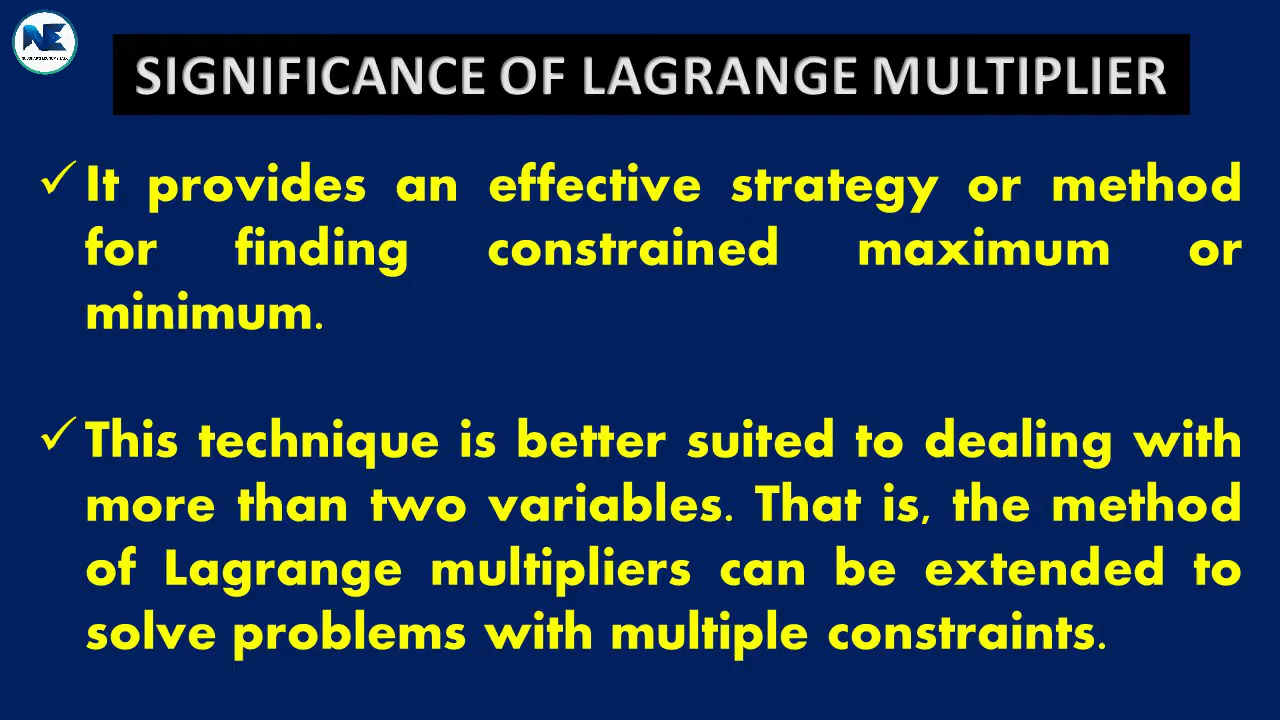 NE
SIGNIFICANCE OF LAGRANGE MULTIPLIER
✓ It provides an effective strategy or method
for finding constrained maximum or
minimum.
✓ This technique is better suited to dealing with
more than two variables. That is, the method
of Lagrange multipliers can be extended to
solve problems with multiple constraints.